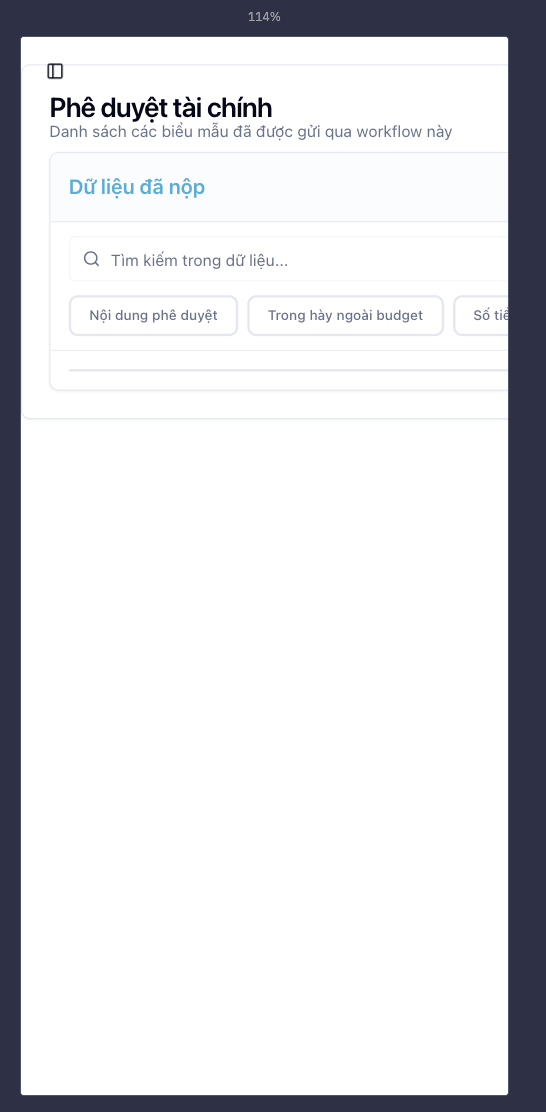 114%
Phê duyệt tài chính
Danh sách các biểu mẫu đã được gửi qua workflow này
Dữ liệu đã nộp
Tìm kiếm trong dữ liệu...
Nội dung phê duyệt
Trong hày ngoài budget
Số tiề